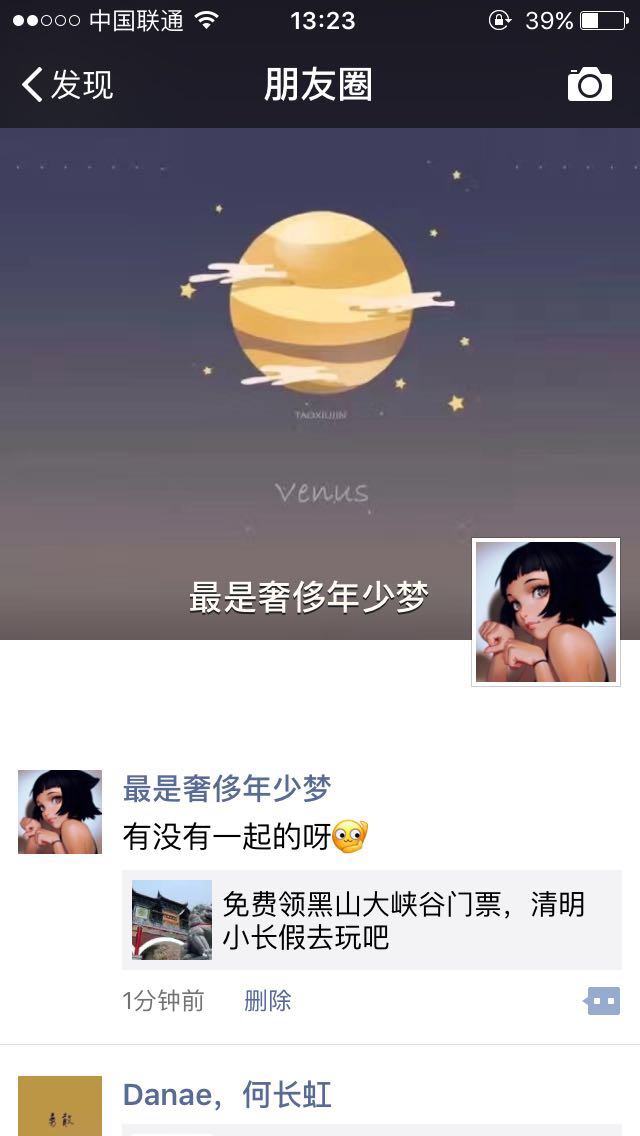 中国联通 13:23 39%
发现 朋友圈
TAOXIUJIN
Venus
最是奢侈年少梦
最是奢侈年少梦
有没有一起的呀
免费领黑山大峡谷门票，清明
小长假去玩吧
1分钟前 删除
Danae，何长虹
勇敢